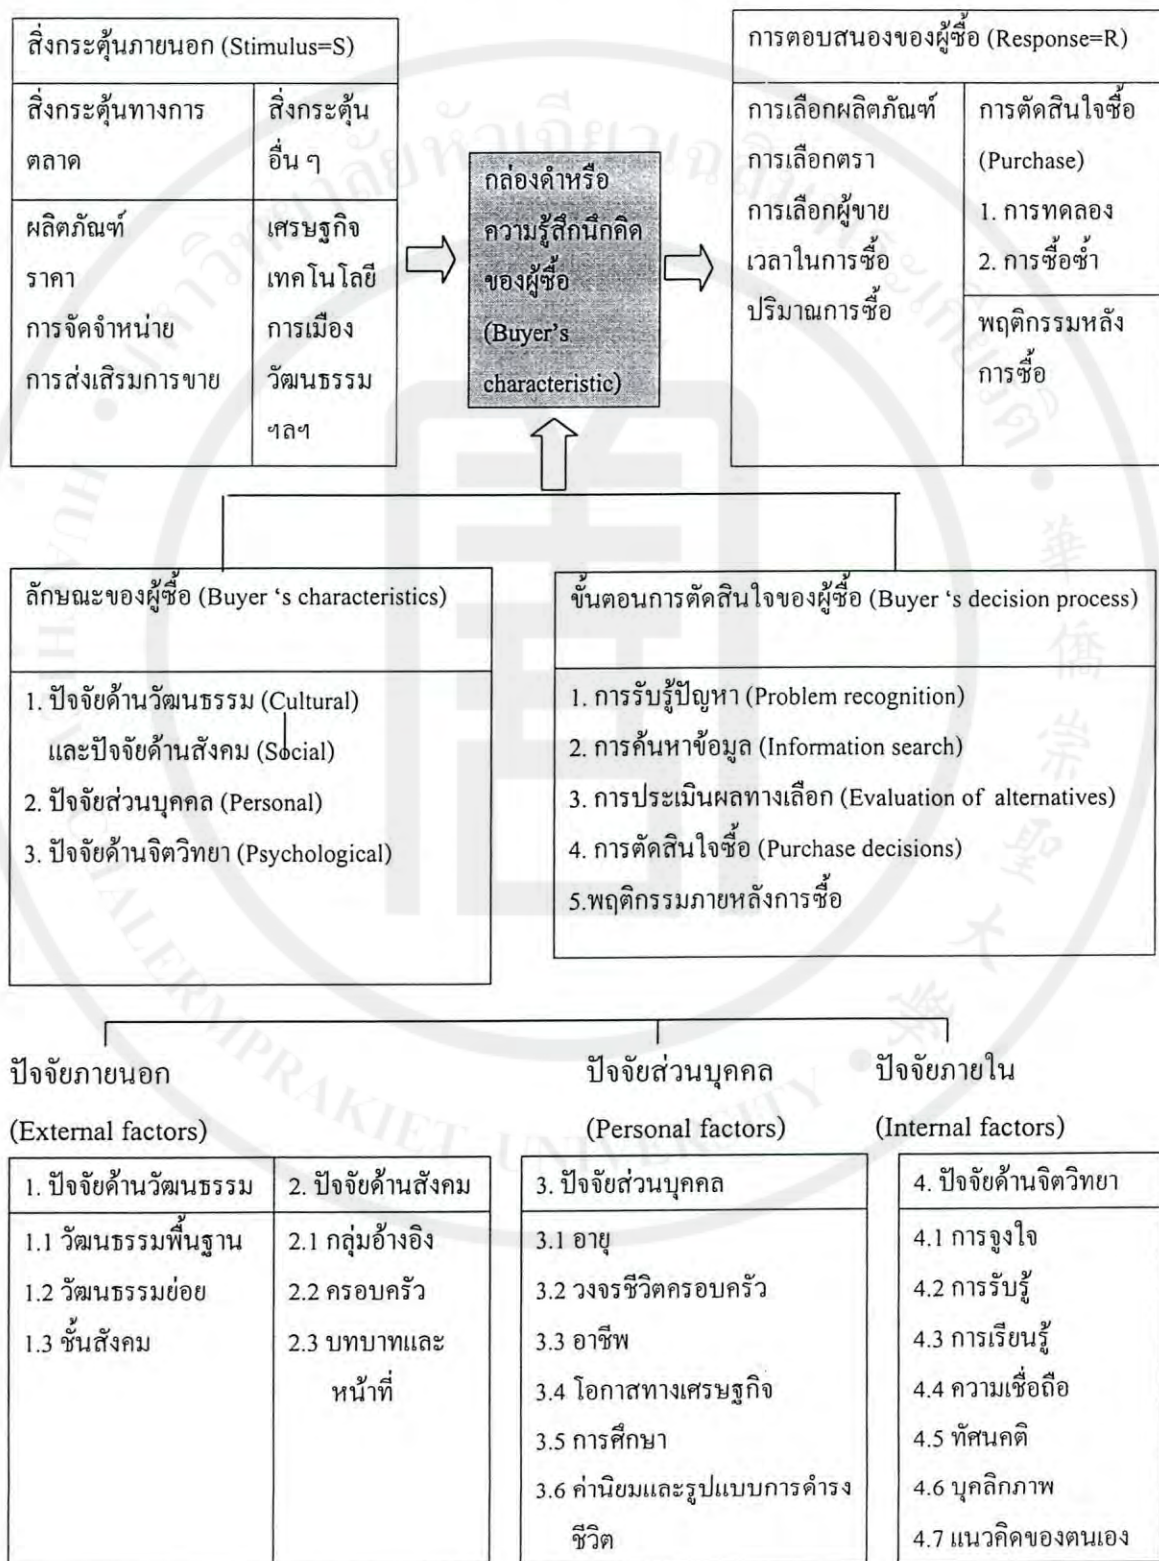 สิ่งกระตุ้นภายนอก (Stimulus=S)
สิ่งกระตุ้นทางการ
ตลาด
สิ่งกระตุ้น
อื่น ๆ
ผลิตภัณฑ์
ราคา
การจัดจำหน่าย
การส่งเสริมการขาย
เศรษฐกิจ
เทคโนโลยี
การเมือง
วัฒนธรรม
ฯลฯ
กล่องดำหรือ
ความรู้สึกนึกคิด
ของผู้ซื้อ
(Buyer's
characteristic)
การตอบสนองของผู้ซื้อ (Response=R)
การเลือกผลิตภัณฑ์
การเลือกตรา
การเลือกผู้ขาย
เวลาในการซื้อ
ปริมาณการซื้อ
การตัดสินใจซื้อ
(Purchase)
1. การทดลอง
2. การซื้อซ้ำ
พฤติกรรมหลัง
การซื้อ
ลักษณะของผู้ซื้อ (Buyer ‘s characteristics)
1. ปัจจัยด้านวัฒนธรรม (Cultural)
และปัจจัยด้านสังคม (Social)
2. ปัจจัยส่วนบุคคล (Personal)
3. ปัจจัยด้านจิตวิทยา (Psychological)
ขั้นตอนการตัดสินใจของผู้ซื้อ (Buyer ‘s decision process)
1. การรับรู้ปัญหา (Problem recognition)
2. การค้นหาข้อมูล (Information search)
3. การประเมินผลทางเลือก (Evaluation of alternatives)
4. การตัดสินใจซื้อ (Purchase decisions)
5.พฤติกรรมภายหลังการซื้อ
ปัจจัยภายนอก
(External factors)
ปัจจัยส่วนบุคคล
(Personal factors)
ปัจจัยภายใน
(Internal factors)
1. ปัจจัยด้านวัฒนธรรม
1.1 วัฒนธรรมพื้นฐาน
1.2 วัฒนธรรมย่อย
1.3 ชั้นสังคม
2. ปัจจัยด้านสังคม
2.1 กลุ่มอ้างอิง
2.2 ครอบครัว
2.3 บทบาทและ
หน้าที่
3. ปัจจัยส่วนบุคคล
3.1 อายุ
3.2 วงจรชีวิตครอบครัว
3.3 อาชีพ
3.4 โอกาสทางเศรษฐกิจ
3.5 การศึกษา
3.6 ค่านิยมและรูปแบบการดำรง
ชีวิต
4. ปัจจัยด้านจิตวิทยา
4.1 การจูงใจ
4.2 การรับรู้
4.3 การเรียนรู้
4.4 ความเชื่อถือ
4.5 ทัศนคติ
4.6 บุคลิกภาพ
4.7 แนวคิดของตนเอง
มหาวิทยาลัยหัวเฉียวเฉลิมพระเกียรติ
HUACHIEW CHALERMPRAKIET UNIVERSITY
華僑崇聖大學